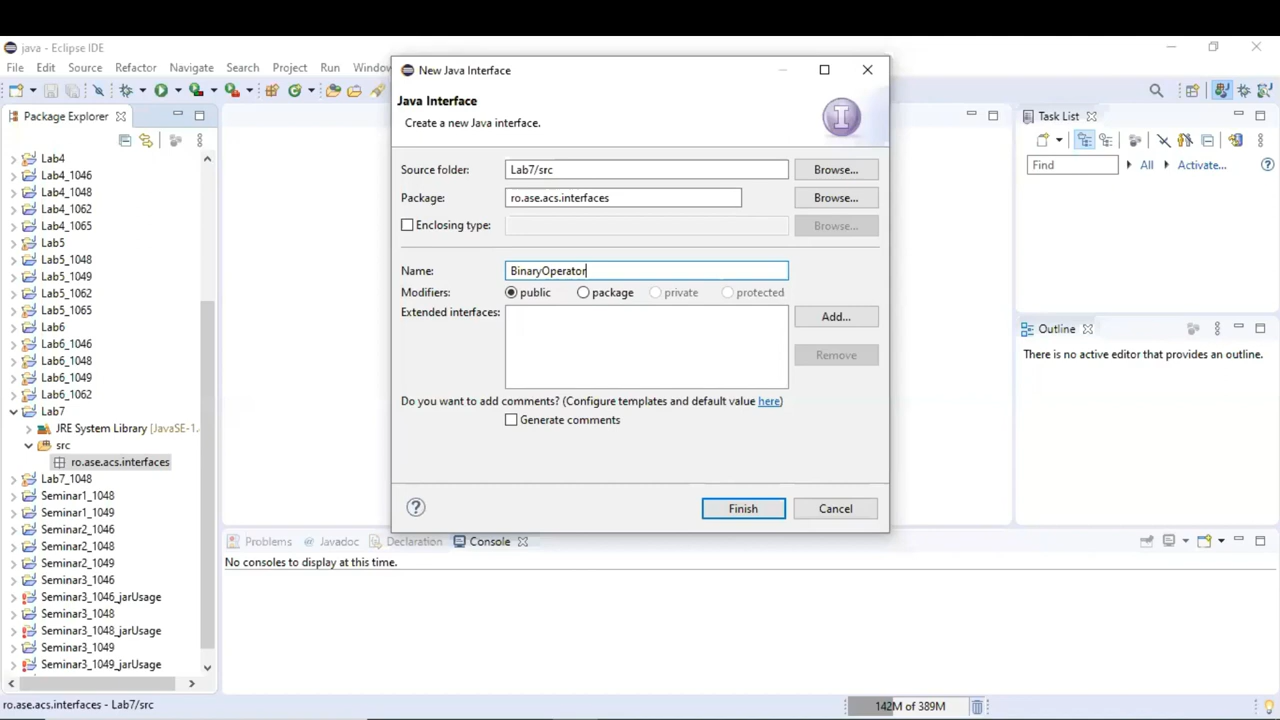 java - Eclipse IDE
File Edit Source Refactor Navigate Search Project Run Window
Package Explorer
Lab4
Lab4_1046
Lab4_1048
Lab4_1062
Lab4_1065
Lab5
Lab5_1048
Lab5_1049
Lab5_1062
Lab5_1065
Lab6
Lab6_1046
Lab6_1048
Lab6_1049
Lab6_1062
Lab7
JRE System Library [JavaSE-1.
src
ro.ase.acs.interfaces
Lab7_1048
Seminar1_1048
Seminar1_1049
Seminar2_1046
Seminar2_1048
Seminar2_1049
Seminar3_1046
Seminar3_1046_jarUsage
Seminar3_1048
Seminar3_1048_jarUsage
Seminar3_1049
Seminar3_1049_jarUsage
New Java Interface
Java Interface
Create a new Java interface.
I
Source folder: Lab7/src Browse...
Package: ro.ase.acs.interfaces Browse...
Enclosing type: Browse...
Name: BinaryOperator
Modifiers: public package private protected
Extended interfaces: Add...
Remove
Do you want to add comments? (Configure templates and default value here)
Generate comments
? Finish Cancel
Task List
Find All Activate... ?
Outline
There is no active editor that provides an outline.
Problems Javadoc Declaration Console
No consoles to display at this time.
ro.ase.acs.interfaces - Lab7/src
142M of 389M